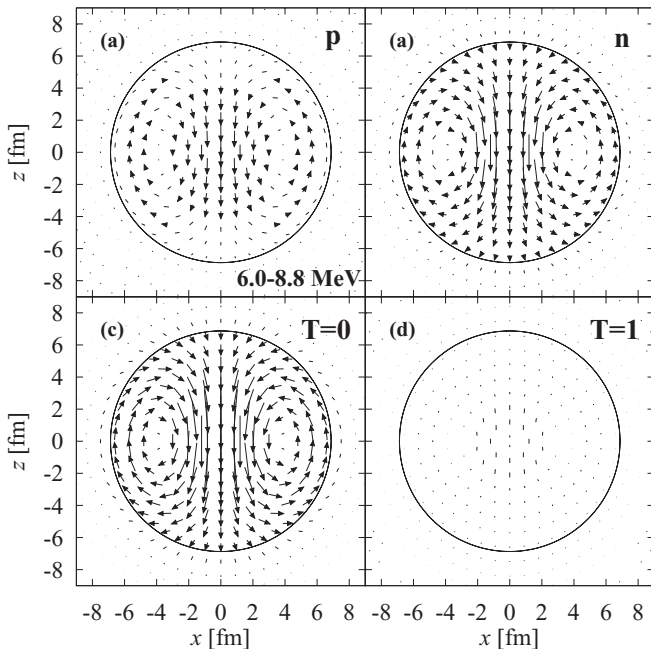 8 (a) p (a) n
6
4
2
z [fm] 0
-2
-4
-6
-8 6.0-8.8 MeV
8 (c) T=0 (d) T=1
6
4
2
z [fm] 0
-2
-4
-6
-8
-8 -6 -4 -2 0 2 4 6 8 -8 -6 -4 -2 0 2 4 6 8
x [fm] x [fm]